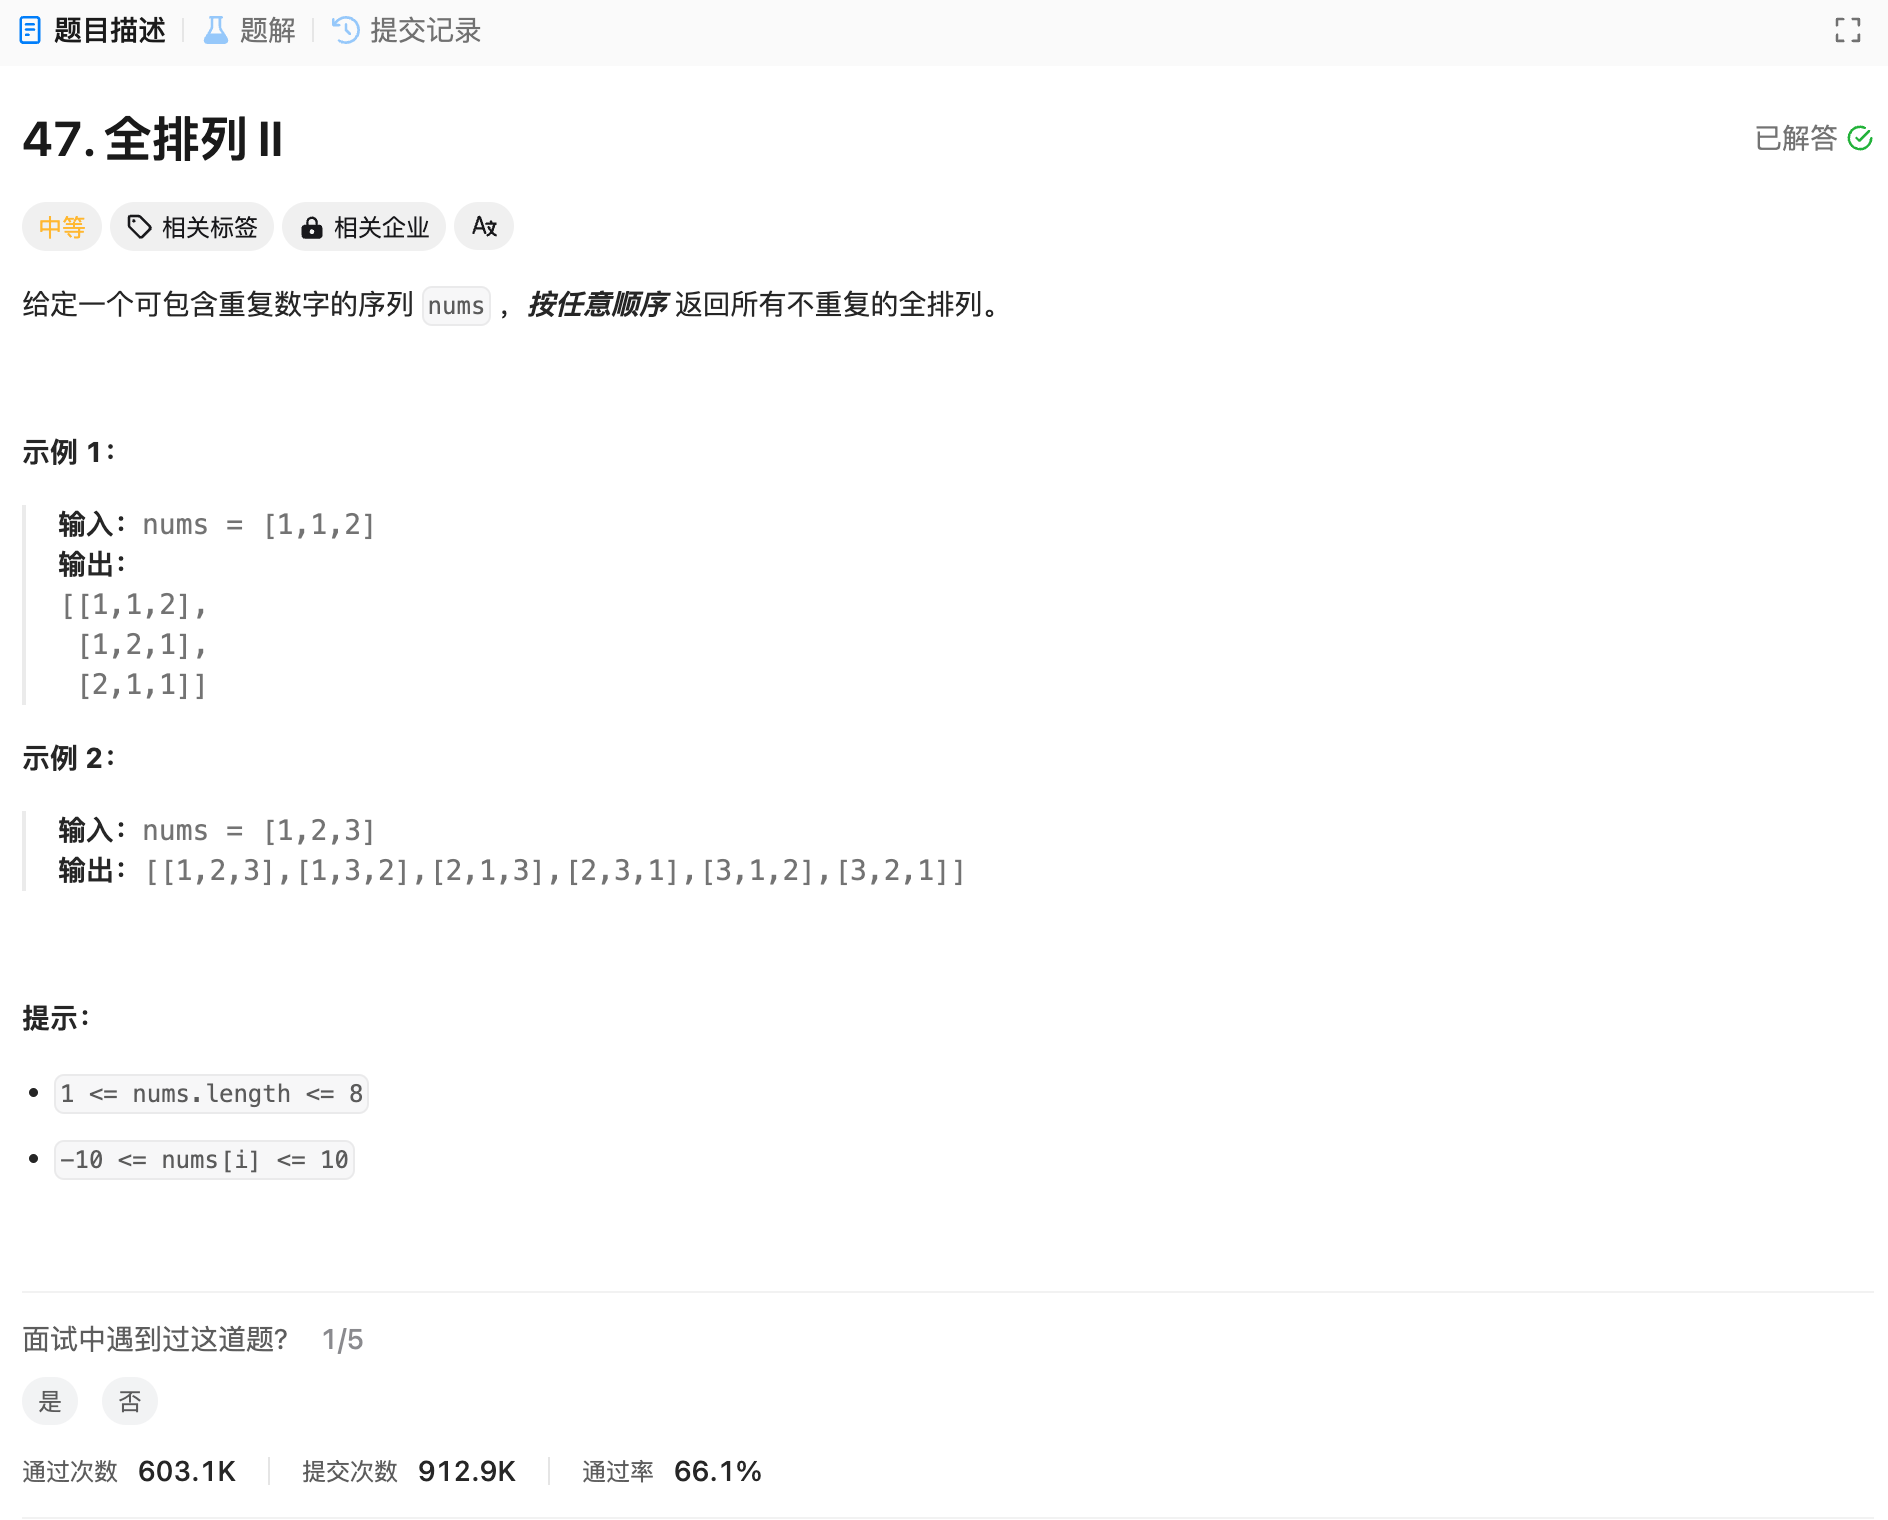 题目描述 题解 提交记录
47. 全排列 II
已解答
中等 相关标签 相关企业
给定一个可包含重复数字的序列 nums ，按任意顺序 返回所有不重复的全排列。
示例 1：
输入：nums = [1,1,2]
输出：
[[1,1,2],
[1,2,1],
[2,1,1]]
示例 2：
输入：nums = [1,2,3]
输出：[[1,2,3],[1,3,2],[2,1,3],[2,3,1],[3,1,2],[3,2,1]]
提示：
1 <= nums.length <= 8
-10 <= nums[i] <= 10
面试中遇到过这道题? 1/5
是 否
通过次数 603.1K 提交次数 912.9K 通过率 66.1%